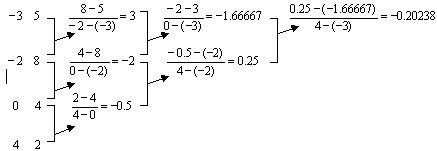 −3 5 (8−5)/(−2−(−3)) = 3 (−2−3)/(0−(−3)) = −1.66667 (0.25−(−1.66667))/(4−(−3)) = −0.20238
−2 8 (4−8)/(0−(−2)) = −2 (−0.5−(−2))/(4−(−2)) = 0.25
0 4 (2−4)/(4−0) = −0.5
4 2